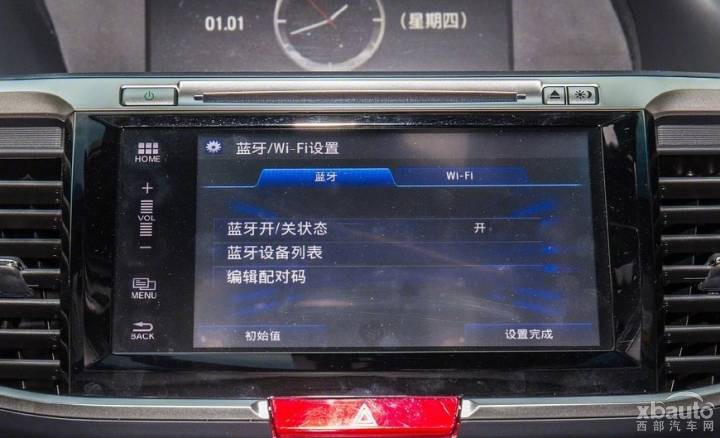 01.01
（星期四）
HOME
蓝牙/Wi-Fi设置
蓝牙
Wi-Fi
VOL
蓝牙开/关状态 开
蓝牙设备列表
编辑配对码
MENU
BACK
初始值
设置完成
xbauto
西部汽车网